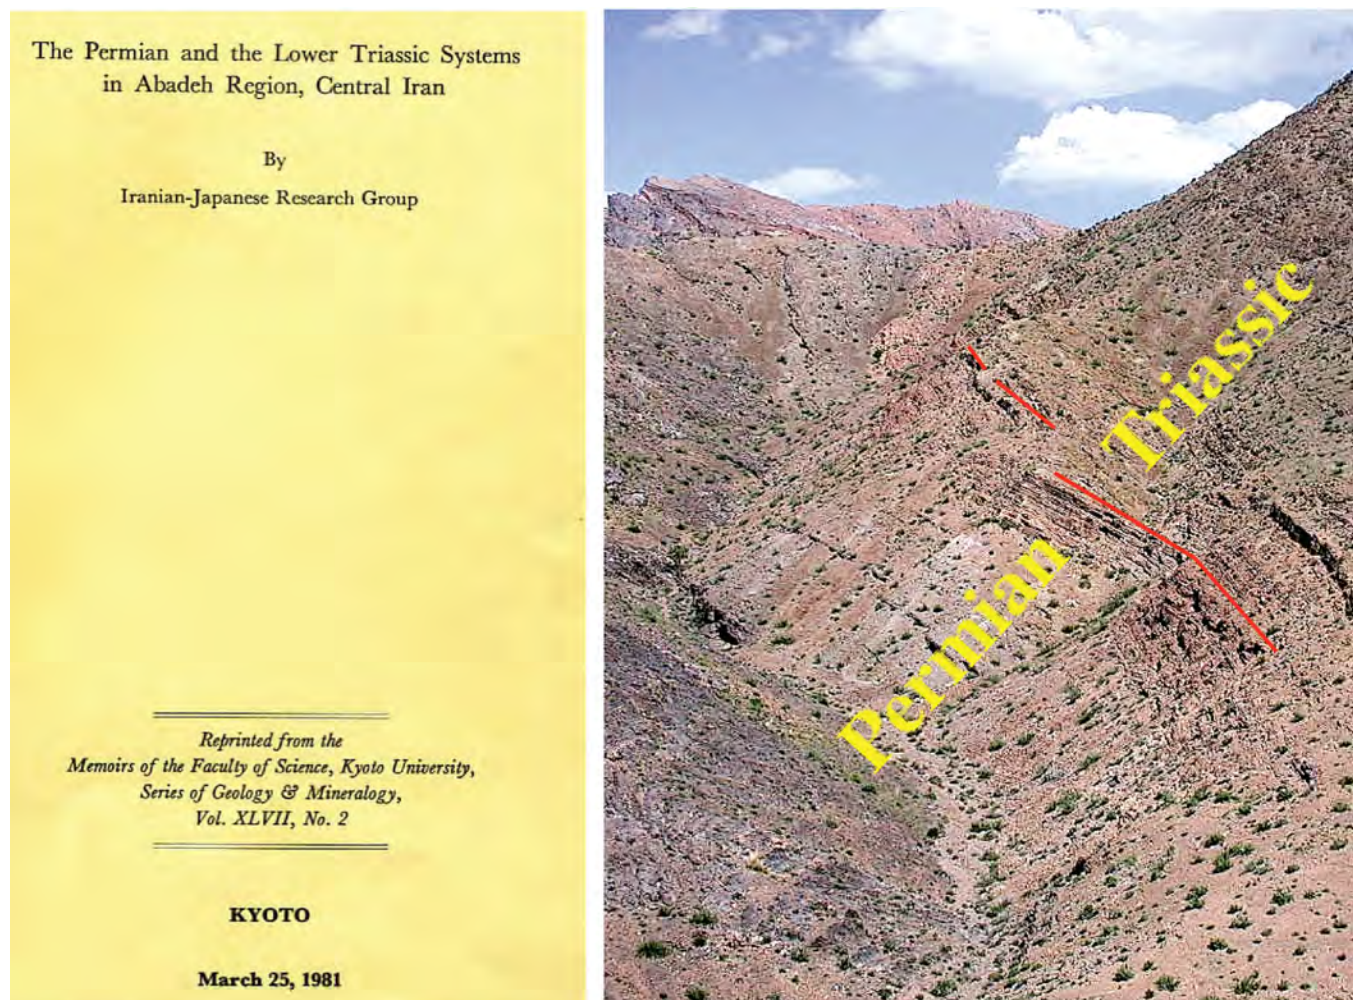 The Permian and the Lower Triassic Systems
in Abadeh Region, Central Iran
By
Iranian-Japanese Research Group
Reprinted from the
Memoirs of the Faculty of Science, Kyoto University,
Series of Geology & Mineralogy,
Vol. XLVII, No. 2
KYOTO
March 25, 1981
Triassic
Permian